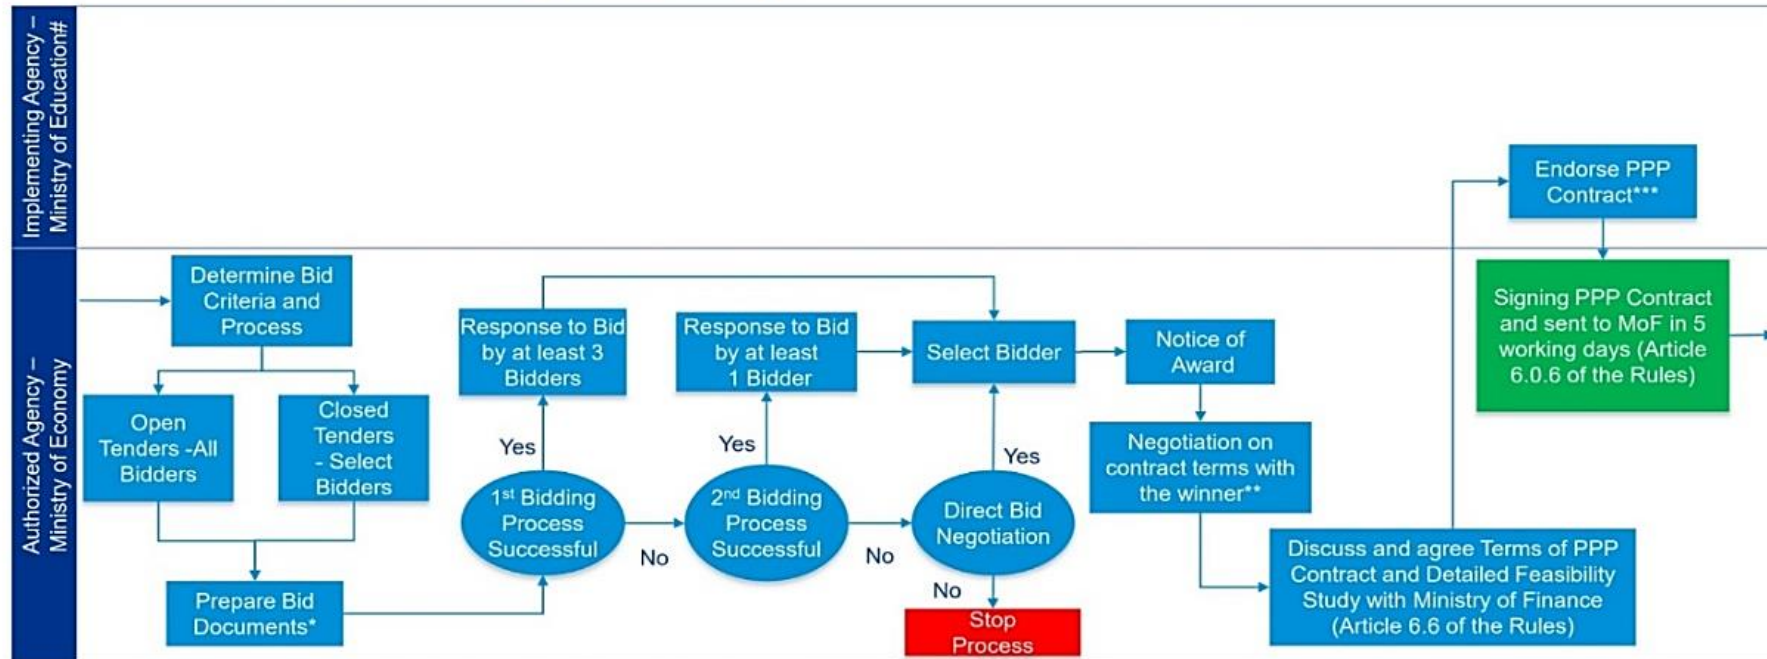 Implementing Agency –
Ministry of Education#
Endorse PPP
Contract***
Authorized Agency –
Ministry of Economy
Determine Bid
Criteria and
Process
Open
Tenders -All
Bidders
Closed
Tenders
- Select
Bidders
Prepare Bid
Documents*
Response to Bid
by at least 3
Bidders
Yes
1st Bidding
Process
Successful
No
Response to Bid
by at least
1 Bidder
Yes
2nd Bidding
Process
Successful
No
Select Bidder
Yes
Direct Bid
Negotiation
No
Stop
Process
Notice of
Award
Negotiation on
contract terms with
the winner**
Discuss and agree Terms of PPP
Contract and Detailed Feasibility
Study with Ministry of Finance
(Article 6.6 of the Rules)
Signing PPP Contract
and sent to MoF in 5
working days (Article
6.0.6 of the Rules)